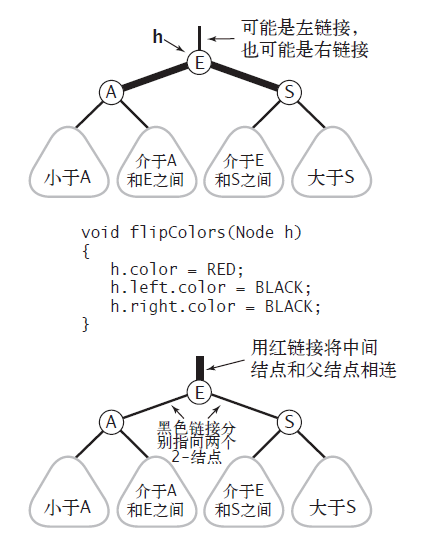 可能是左链接，
也可能是右链接
h
E
A
S
小于A
介于A
和E之间
介于E
和S之间
大于S
void flipColors(Node h)
{
   h.color = RED;
   h.left.color = BLACK;
   h.right.color = BLACK;
}
用红链接将中间
结点和父结点相连
E
A
S
黑色链接分
别指向两个
2-结点
小于A
介于A
和E之间
介于E
和S之间
大于S